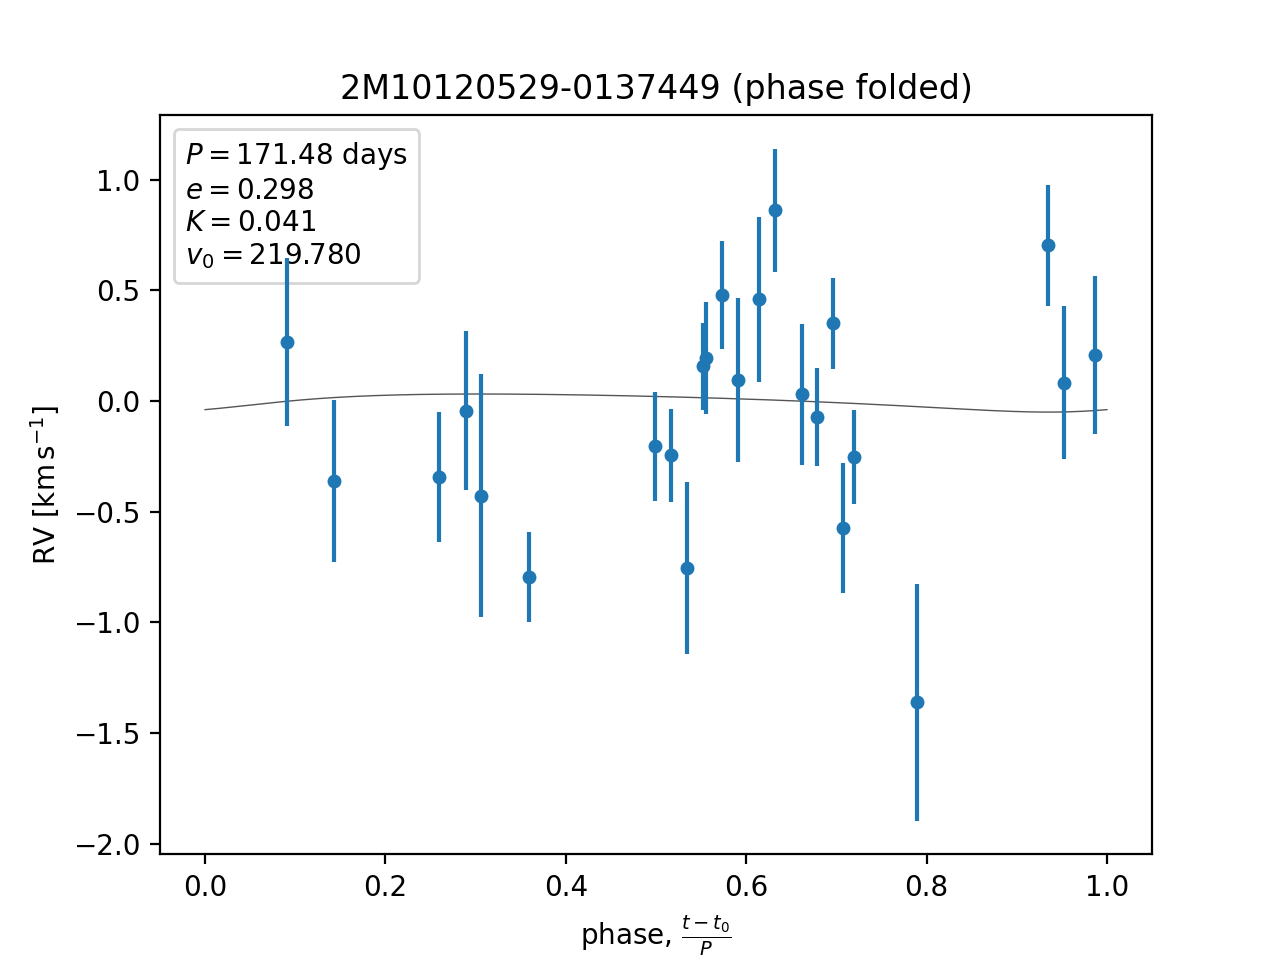 2M10120529-0137449 (phase folded)
P = 171.48 days
e = 0.298
K = 0.041
v₀ = 219.780
1.0
0.5
0.0
−0.5
−1.0
−1.5
−2.0
RV [km s⁻¹]
0.0 0.2 0.4 0.6 0.8 1.0
phase, (t − t₀)/P